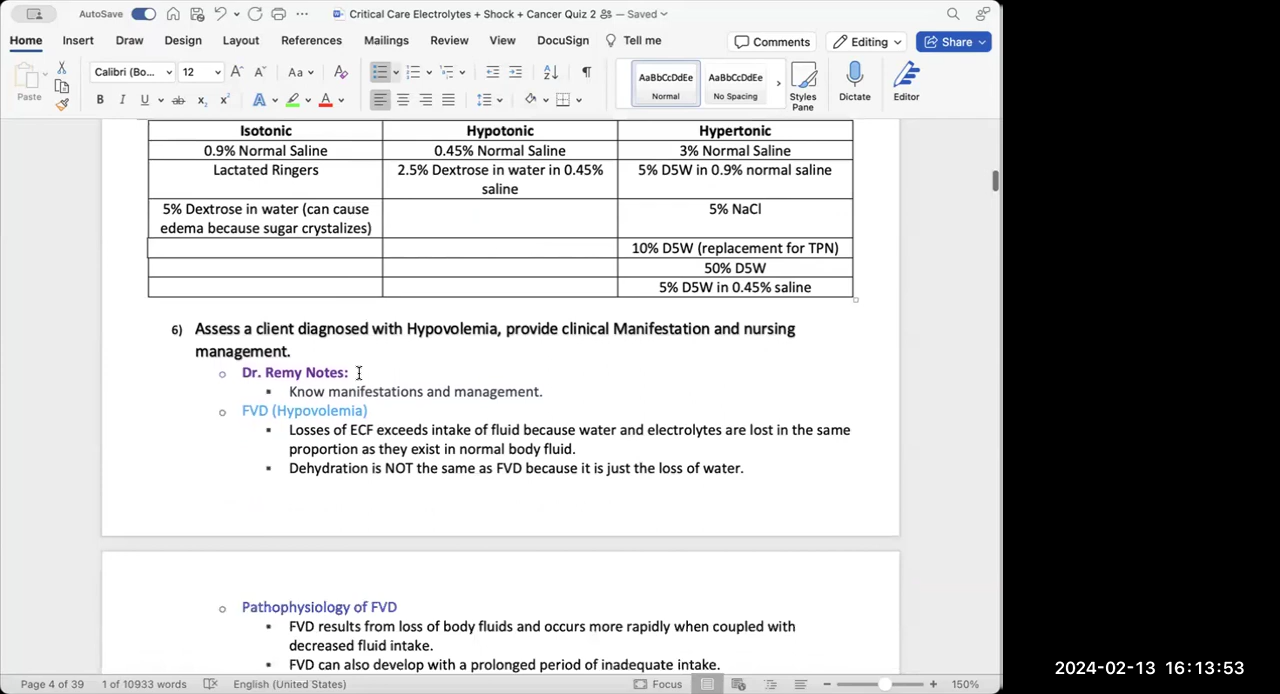 AutoSave
Critical Care Electrolytes + Shock + Cancer Quiz 2 — Saved
Home Insert Draw Design Layout References Mailings Review View DocuSign Tell me Comments Editing Share
Paste Calibri (Bo... 12 Aa
AaBbCcDdEe AaBbCcDdEe
Normal No Spacing Styles Pane Dictate Editor
Isotonic Hypotonic Hypertonic
0.9% Normal Saline 0.45% Normal Saline 3% Normal Saline
Lactated Ringers 2.5% Dextrose in water in 0.45% saline 5% D5W in 0.9% normal saline
5% Dextrose in water (can cause edema because sugar crystalizes) 5% NaCl
10% D5W (replacement for TPN)
50% D5W
5% D5W in 0.45% saline
6) Assess a client diagnosed with Hypovolemia, provide clinical Manifestation and nursing
management.
Dr. Remy Notes:
Know manifestations and management.
FVD (Hypovolemia)
Losses of ECF exceeds intake of fluid because water and electrolytes are lost in the same
proportion as they exist in normal body fluid.
Dehydration is NOT the same as FVD because it is just the loss of water.
Pathophysiology of FVD
FVD results from loss of body fluids and occurs more rapidly when coupled with
decreased fluid intake.
FVD can also develop with a prolonged period of inadequate intake.
Page 4 of 39 1 of 10933 words English (United States) Focus 150%
2024-02-13 16:13:53